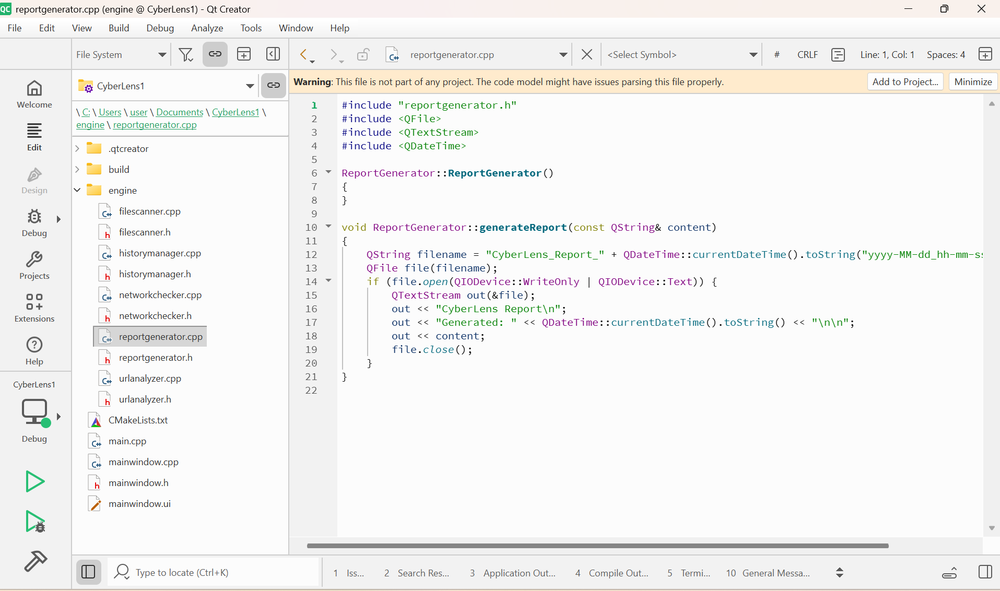 QC reportgenerator.cpp (engine @ CyberLens1) - Qt Creator
File Edit View Build Debug Analyze Tools Window Help
File System
reportgenerator.cpp
<Select Symbol>
# CRLF Line: 1, Col: 1 Spaces: 4
Welcome
Edit
Design
Debug
Projects
Extensions
Help
CyberLens1
Debug
CyberLens1
\ C: \ Users \ user \ Documents \ CyberLens1 \
engine \ reportgenerator.cpp
.qtcreator
build
engine
filescanner.cpp
filescanner.h
historymanager.cpp
historymanager.h
networkchecker.cpp
networkchecker.h
reportgenerator.cpp
reportgenerator.h
urlanalyzer.cpp
urlanalyzer.h
CMakeLists.txt
main.cpp
mainwindow.cpp
mainwindow.h
mainwindow.ui
Warning: This file is not part of any project. The code model might have issues parsing this file properly. Add to Project... Minimize
1 #include "reportgenerator.h"
2 #include <QFile>
3 #include <QTextStream>
4 #include <QDateTime>
5
6 ReportGenerator::ReportGenerator()
7 {
8 }
9
10 void ReportGenerator::generateReport(const QString& content)
11 {
12     QString filename = "CyberLens_Report_" + QDateTime::currentDateTime().toString("yyyy-MM-dd_hh-mm-s
13     QFile file(filename);
14     if (file.open(QIODevice::WriteOnly | QIODevice::Text)) {
15         QTextStream out(&file);
16         out << "CyberLens Report\n";
17         out << "Generated: " << QDateTime::currentDateTime().toString() << "\n\n";
18         out << content;
19         file.close();
20     }
21 }
22
Type to locate (Ctrl+K)
1 Iss... 2 Search Res... 3 Application Out... 4 Compile Out... 5 Termi... 10 General Messa...